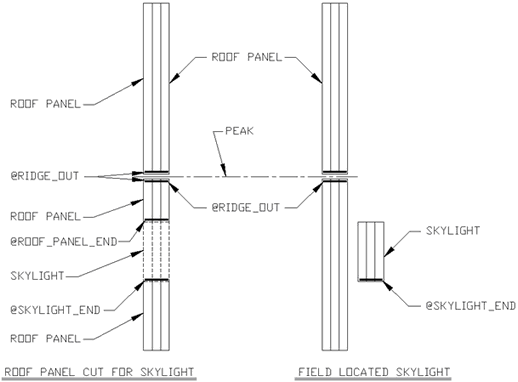 ROOF PANEL
ROOF PANEL
PEAK
@RIDGE_OUT
@RIDGE_OUT
ROOF PANEL
@ROOF_PANEL_END
SKYLIGHT
SKYLIGHT
@SKYLIGHT_END
@SKYLIGHT_END
ROOF PANEL
ROOF PANEL CUT FOR SKYLIGHT
FIELD LOCATED SKYLIGHT